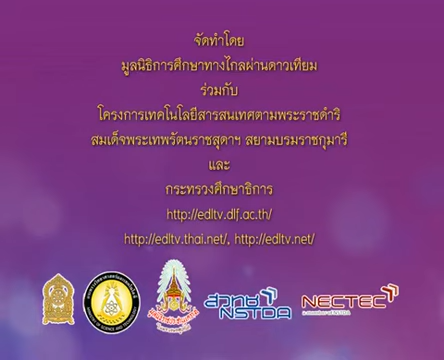 จัดทำโดย
มูลนิธิการศึกษาทางไกลผ่านดาวเทียม
ร่วมกับ
โครงการเทคโนโลยีสารสนเทศตามพระราชดำริ
สมเด็จพระเทพรัตนราชสุดาฯ สยามบรมราชกุมารี
และ
กระทรวงศึกษาธิการ
http://edltv.dlf.ac.th/
http://edltv.thai.net/, http://edltv.net/
สวทช
NSTDA
NECTEC
a member of NSTDA